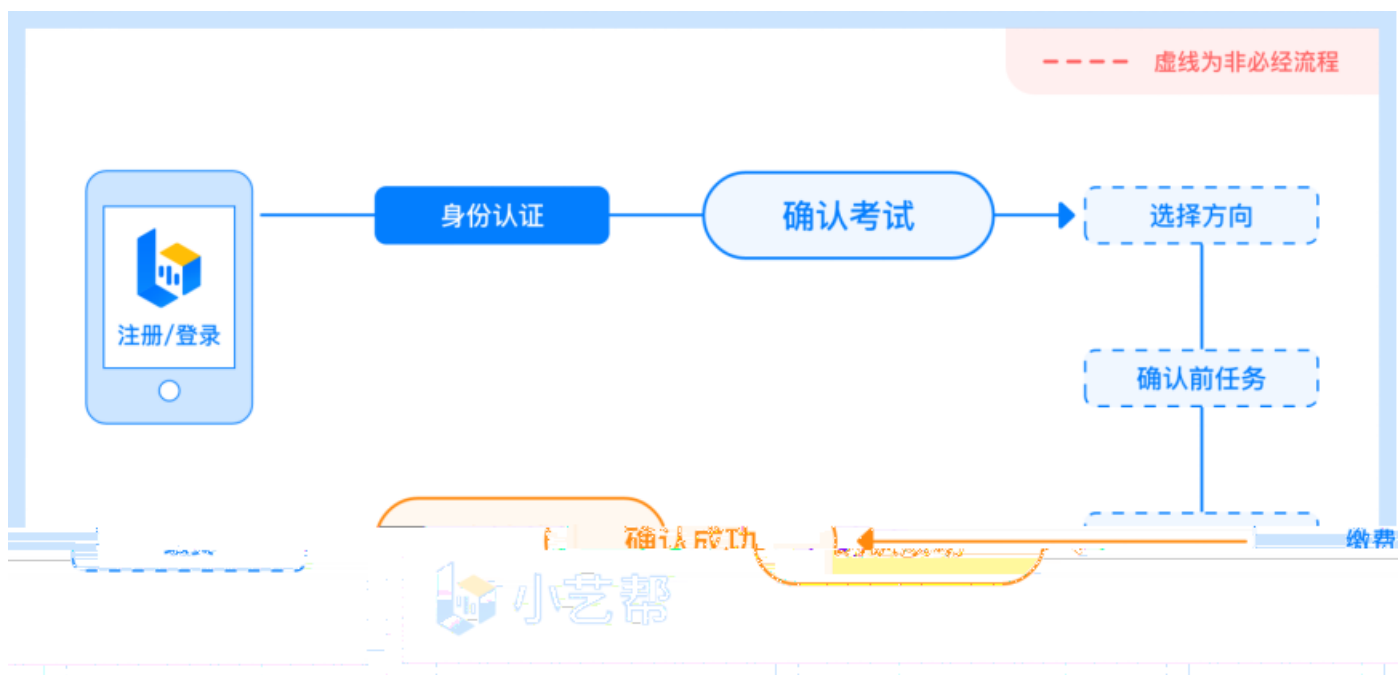 虚线为非必经流程
身份认证
确认考试
选择方向
注册/登录
确认前任务
确认成功
缴费
小艺帮